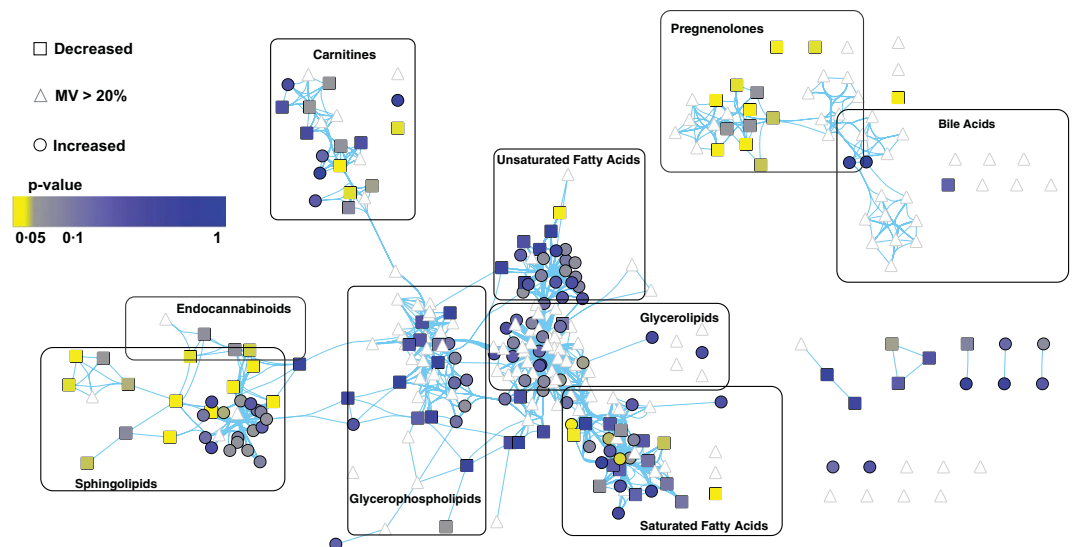 Decreased
MV > 20%
Increased
p-value
0·05 0·1 1
Carnitines
Pregnenolones
Bile Acids
Unsaturated Fatty Acids
Endocannabinoids
Glycerolipids
Sphingolipids
Glycerophospholipids
Saturated Fatty Acids